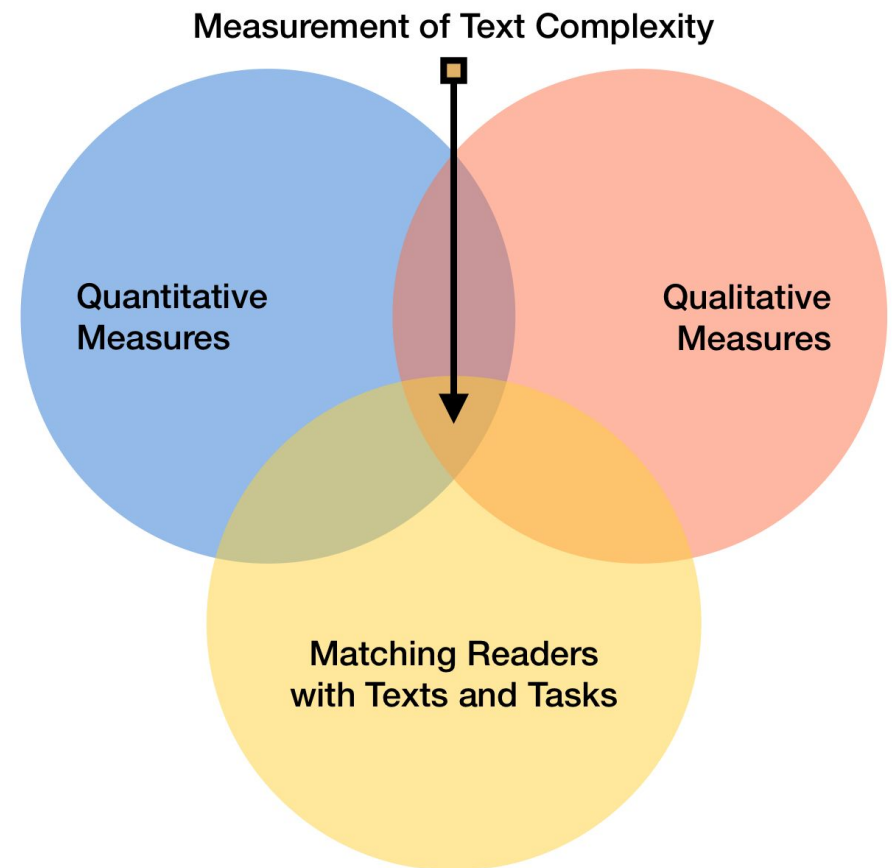 Measurement of Text Complexity
Quantitative
Measures
Qualitative
Measures
Matching Readers
with Texts and Tasks